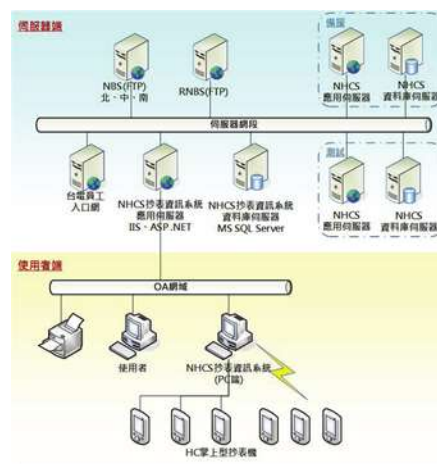 伺服器端
備援
NBS(FTP)
北、中、南
RNBS(FTP)
NHCS
應用伺服器
NHCS
資料庫伺服器
伺服器網段
測試
台電員工
入口網
NHCS抄表資訊系統
應用伺服器
IIS、ASP.NET
NHCS抄表資訊系統
資料庫伺服器
MS SQL Server
NHCS
應用伺服器
NHCS
資料庫伺服器
使用者端
OA網域
使用者
NHCS抄表資訊系統
(PC端)
HC掌上型抄表機